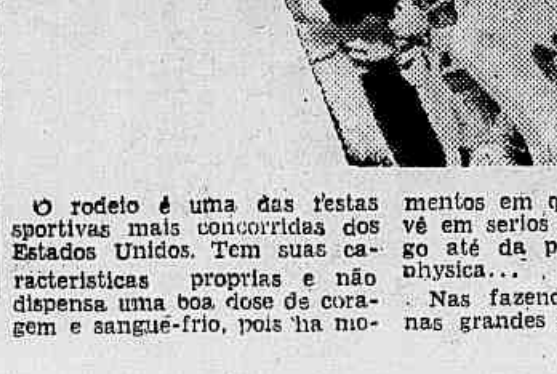 O rodeio é uma das festas
sportivas mais concorridas dos
Estados Unidos. Tem suas ca-
racteristicas proprias e não
dispensa uma boa dose de cora-
gem e sangue-frio, pois ha mo-
mentos em q
vê em serios
go até da p
physica...
Nas fazend
nas grandes